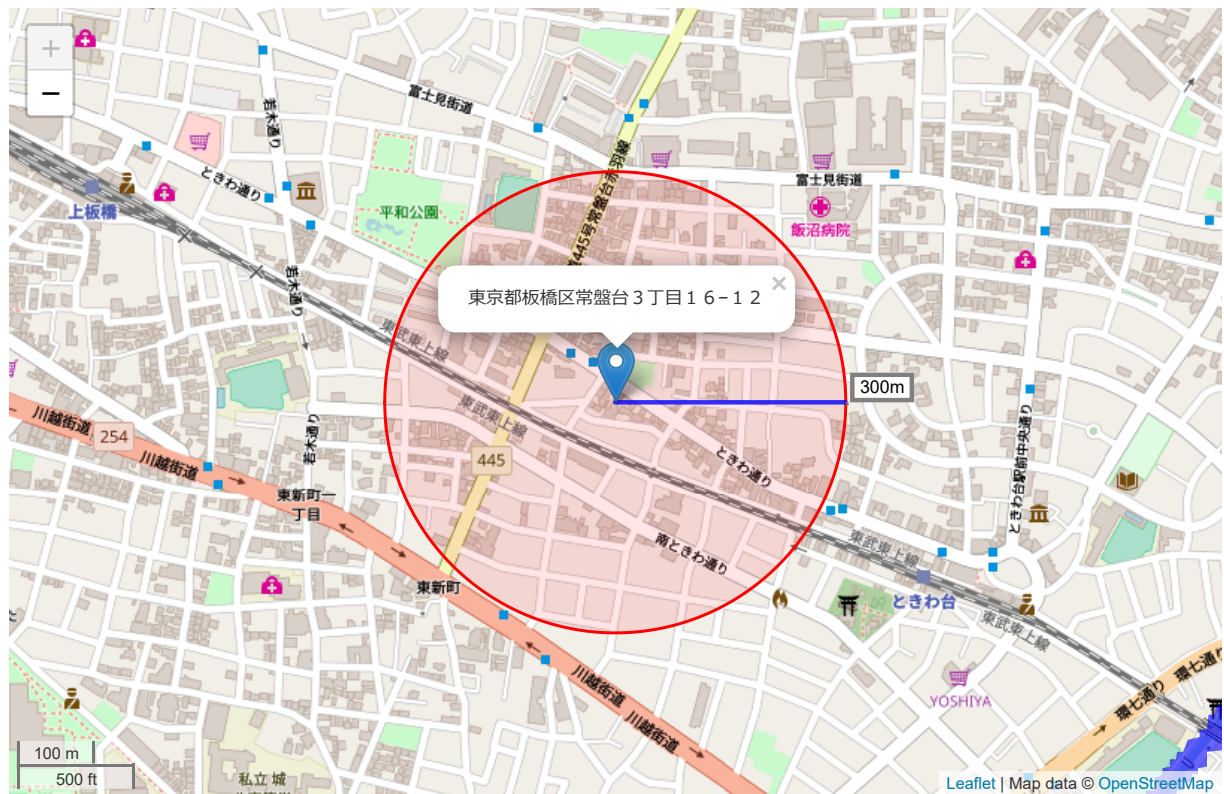 +
−
富士見街道
若木通り
ときわ通り
上板橋
平和公園
道445号常盤台赤羽線
富士見街道
飯沼病院
若木通り
東京都板橋区常盤台３丁目１６−１２
×
東武東上線
300m
東武東上線
川越街道
254
川越街道
若木通り
445
ときわ通り
ときわ台駅前中央通り
東新町一
丁目
南ときわ通り
東武東上線
東新町
ときわ台
東武東上線
川越街道
川越街道
YOSHIYA
環七通り
環七通り
100 m
500 ft
私立 城
Leaflet | Map data © OpenStreetMap